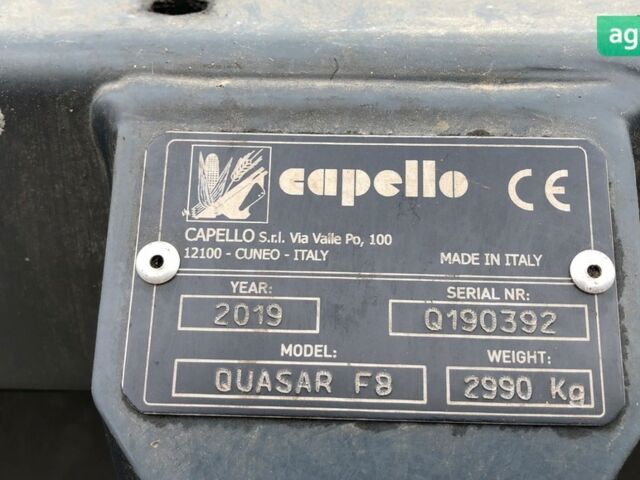 ag
capello CE
CAPELLO S.r.l. Via Valle Po, 100
12100 - CUNEO - ITALY
MADE IN ITALY
YEAR: SERIAL NR:
2019 Q190392
MODEL: WEIGHT:
QUASAR F8 2990 Kg